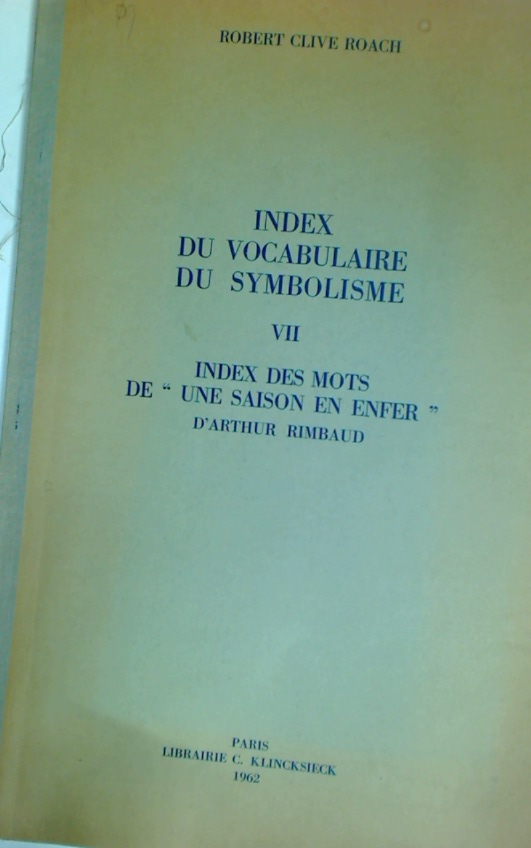 ROBERT CLIVE ROACH
INDEX
DU VOCABULAIRE
DU SYMBOLISME
VII
INDEX DES MOTS
DE “ UNE SAISON EN ENFER ”
D'ARTHUR RIMBAUD
PARIS
LIBRAIRIE C. KLINCKSIECK
1962